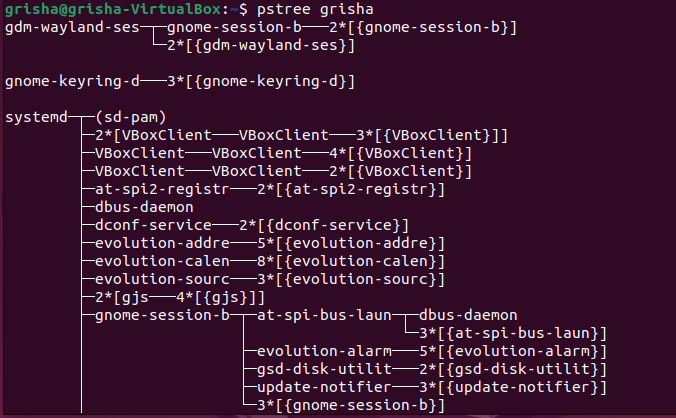 grisha@grisha-VirtualBox:~$ pstree grisha
gdm-wayland-ses─┬─gnome-session-b───2*[{gnome-session-b}]
                └─2*[{gdm-wayland-ses}]

gnome-keyring-d───3*[{gnome-keyring-d}]

systemd─┬─(sd-pam)
        ├─2*[VBoxClient───VBoxClient───3*[{VBoxClient}]]
        ├─VBoxClient───VBoxClient───4*[{VBoxClient}]
        ├─VBoxClient───VBoxClient───2*[{VBoxClient}]
        ├─at-spi2-registr───2*[{at-spi2-registr}]
        ├─dbus-daemon
        ├─dconf-service───2*[{dconf-service}]
        ├─evolution-addre───5*[{evolution-addre}]
        ├─evolution-calen───8*[{evolution-calen}]
        ├─evolution-sourc───3*[{evolution-sourc}]
        ├─2*[gjs───4*[{gjs}]]
        ├─gnome-session-b─┬─at-spi-bus-laun─┬─dbus-daemon
        │                 │                 └─3*[{at-spi-bus-laun}]
        │                 ├─evolution-alarm───5*[{evolution-alarm}]
        │                 ├─gsd-disk-utilit───2*[{gsd-disk-utilit}]
        │                 ├─update-notifier───3*[{update-notifier}]
        │                 └─3*[{gnome-session-b}]